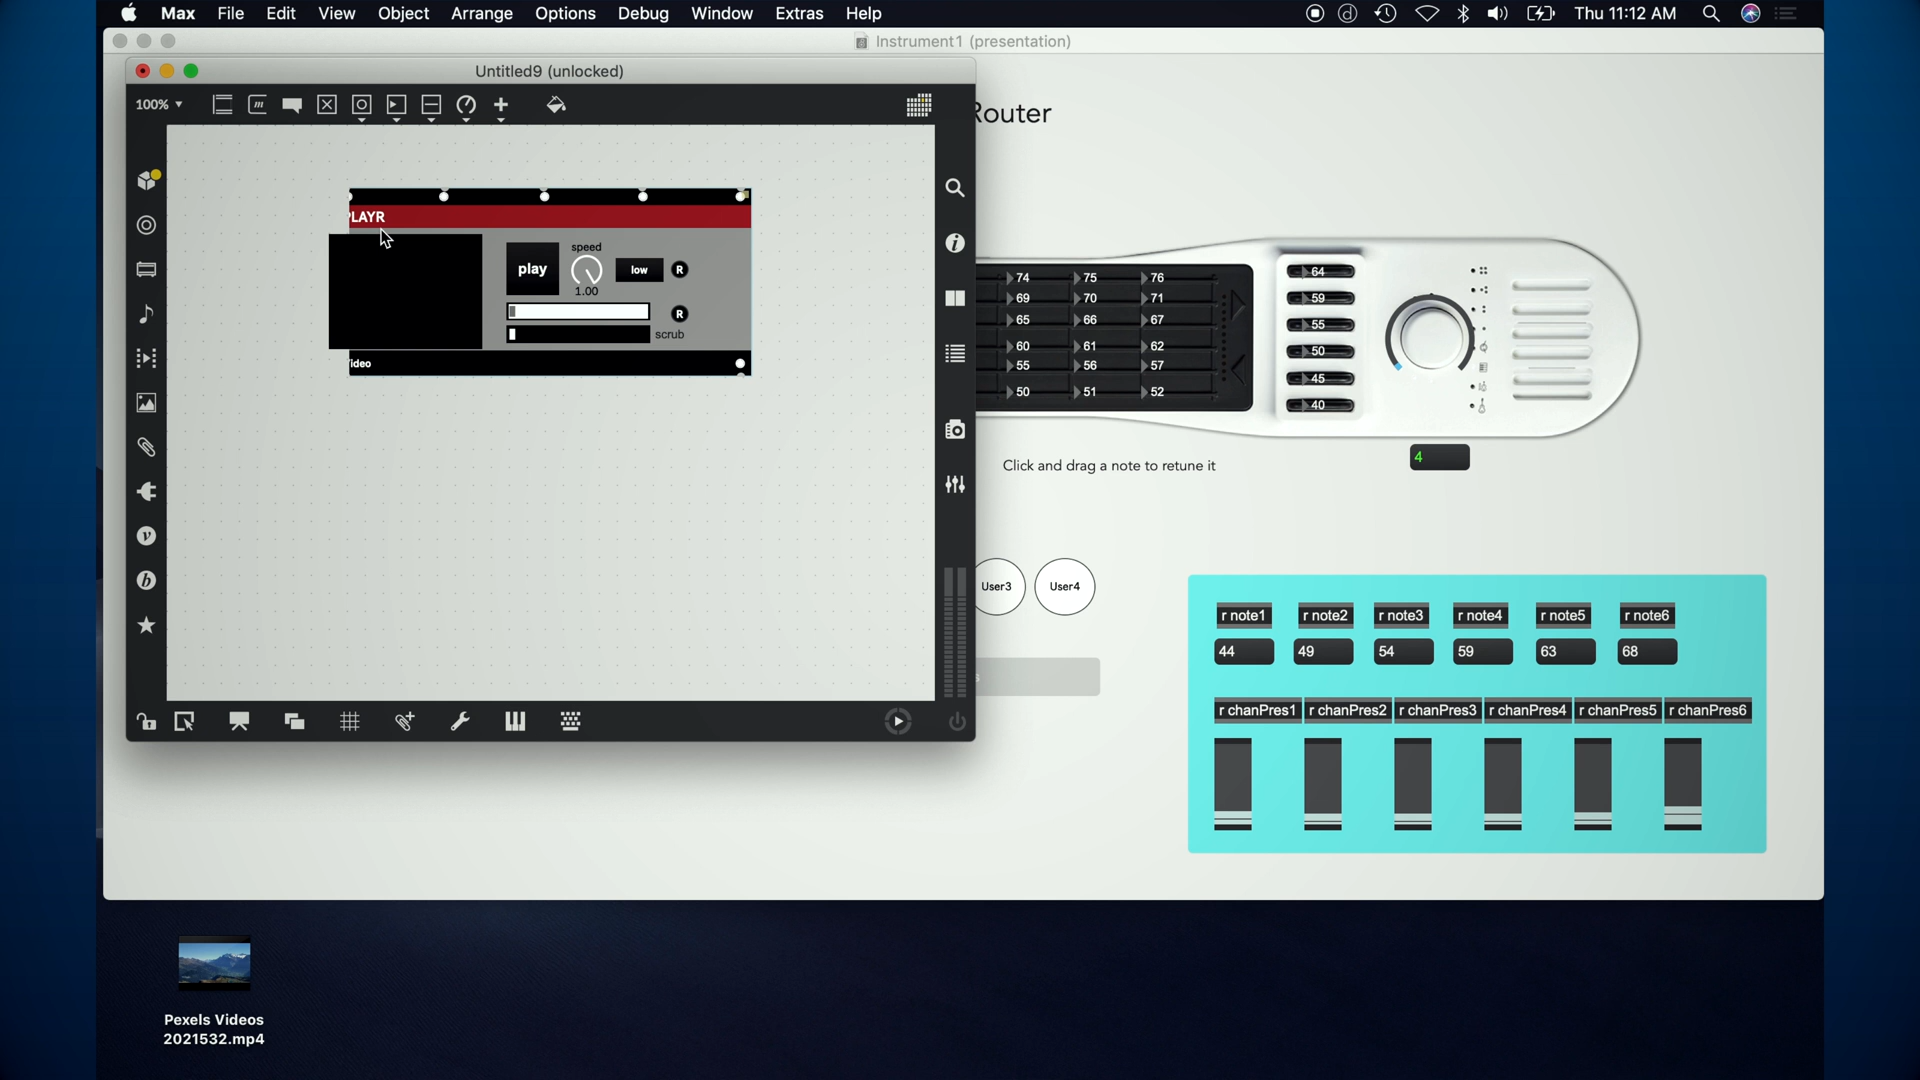 Max File Edit View Object Arrange Options Debug Window Extras Help
Thu 11:12 AM
Instrument1 (presentation)
Untitled9 (unlocked)
100%
Router
PLAYR
play
speed
1.00
low
R
R
scrub
ideo
74 75 76
69 70 71
65 66 67
60 61 62
55 56 57
50 51 52
64
59
55
50
45
40
4
Click and drag a note to retune it
User3 User4
r note1 r note2 r note3 r note4 r note5 r note6
44 49 54 59 63 68
r chanPres1 r chanPres2 r chanPres3 r chanPres4 r chanPres5 r chanPres6
Pexels Videos
2021532.mp4